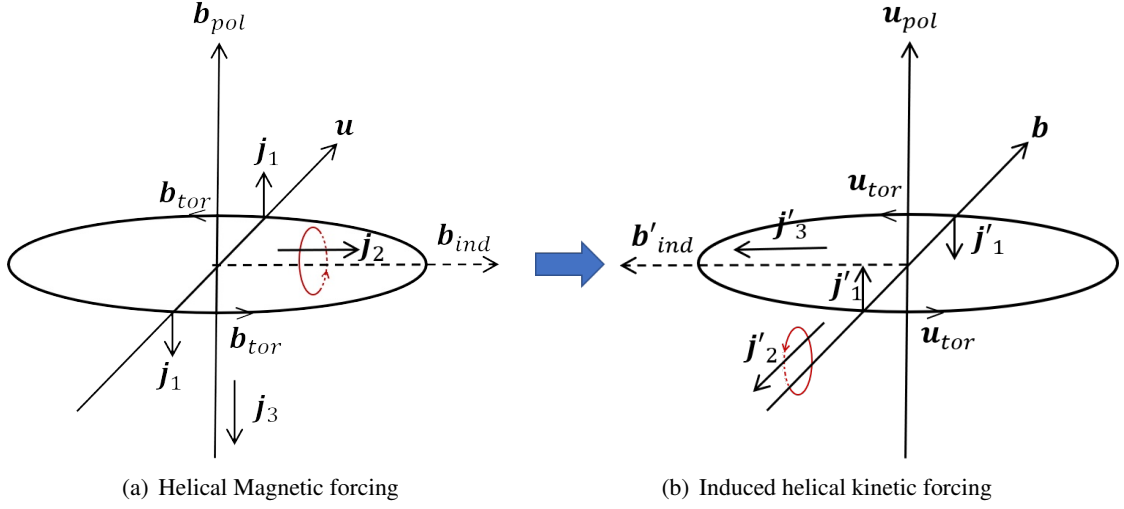 b_pol
u
j_1
b_tor
j_2
b_ind
b_tor
j_1
j_3
(a) Helical Magnetic forcing
u_pol
b
u_tor
j'_3
b'_ind
j'_1
j'_1
u_tor
j'_2
(b) Induced helical kinetic forcing